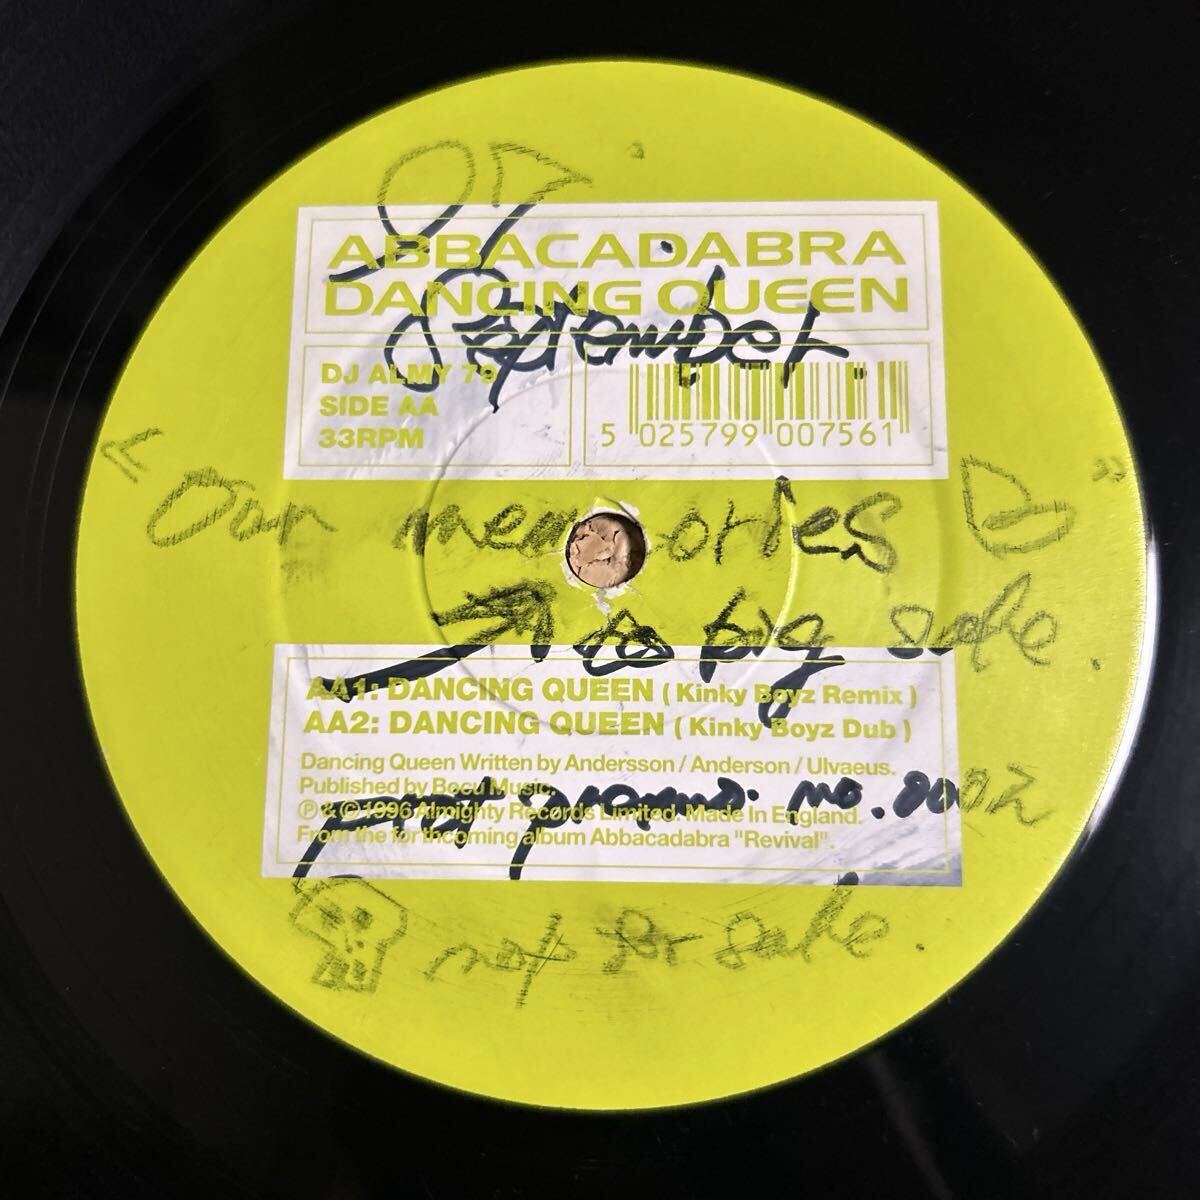 ABBACADABRA
DANCING QUEEN
September.
DJ ALMY 79
SIDE AA
33RPM
5 025799 007561
"Our memories D"
to big sale.
AA1: DANCING QUEEN ( Kinky Boyz Remix )
AA2: DANCING QUEEN ( Kinky Boyz Dub )
Dancing Queen Written by Andersson / Anderson / Ulvaeus.
Published by Bocu Music.
℗ & © 1996 Almighty Records Limited. Made In England.
From the forthcoming album Abbacadabra "Revival".
no.
not for sale.